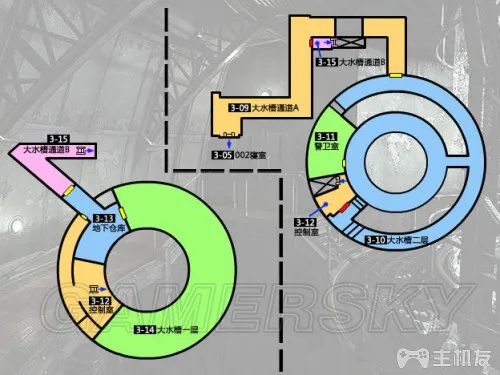 3-15 大水槽通道B
3-09 大水槽通道A
3-05 002寝室
3-11
警卫室
3-12
控制室
3-10 大水槽二层
3-15
大水槽通道B
3-13
地下仓库
3-12
控制室
3-14 大水槽一层
GAMERSKY
主机友